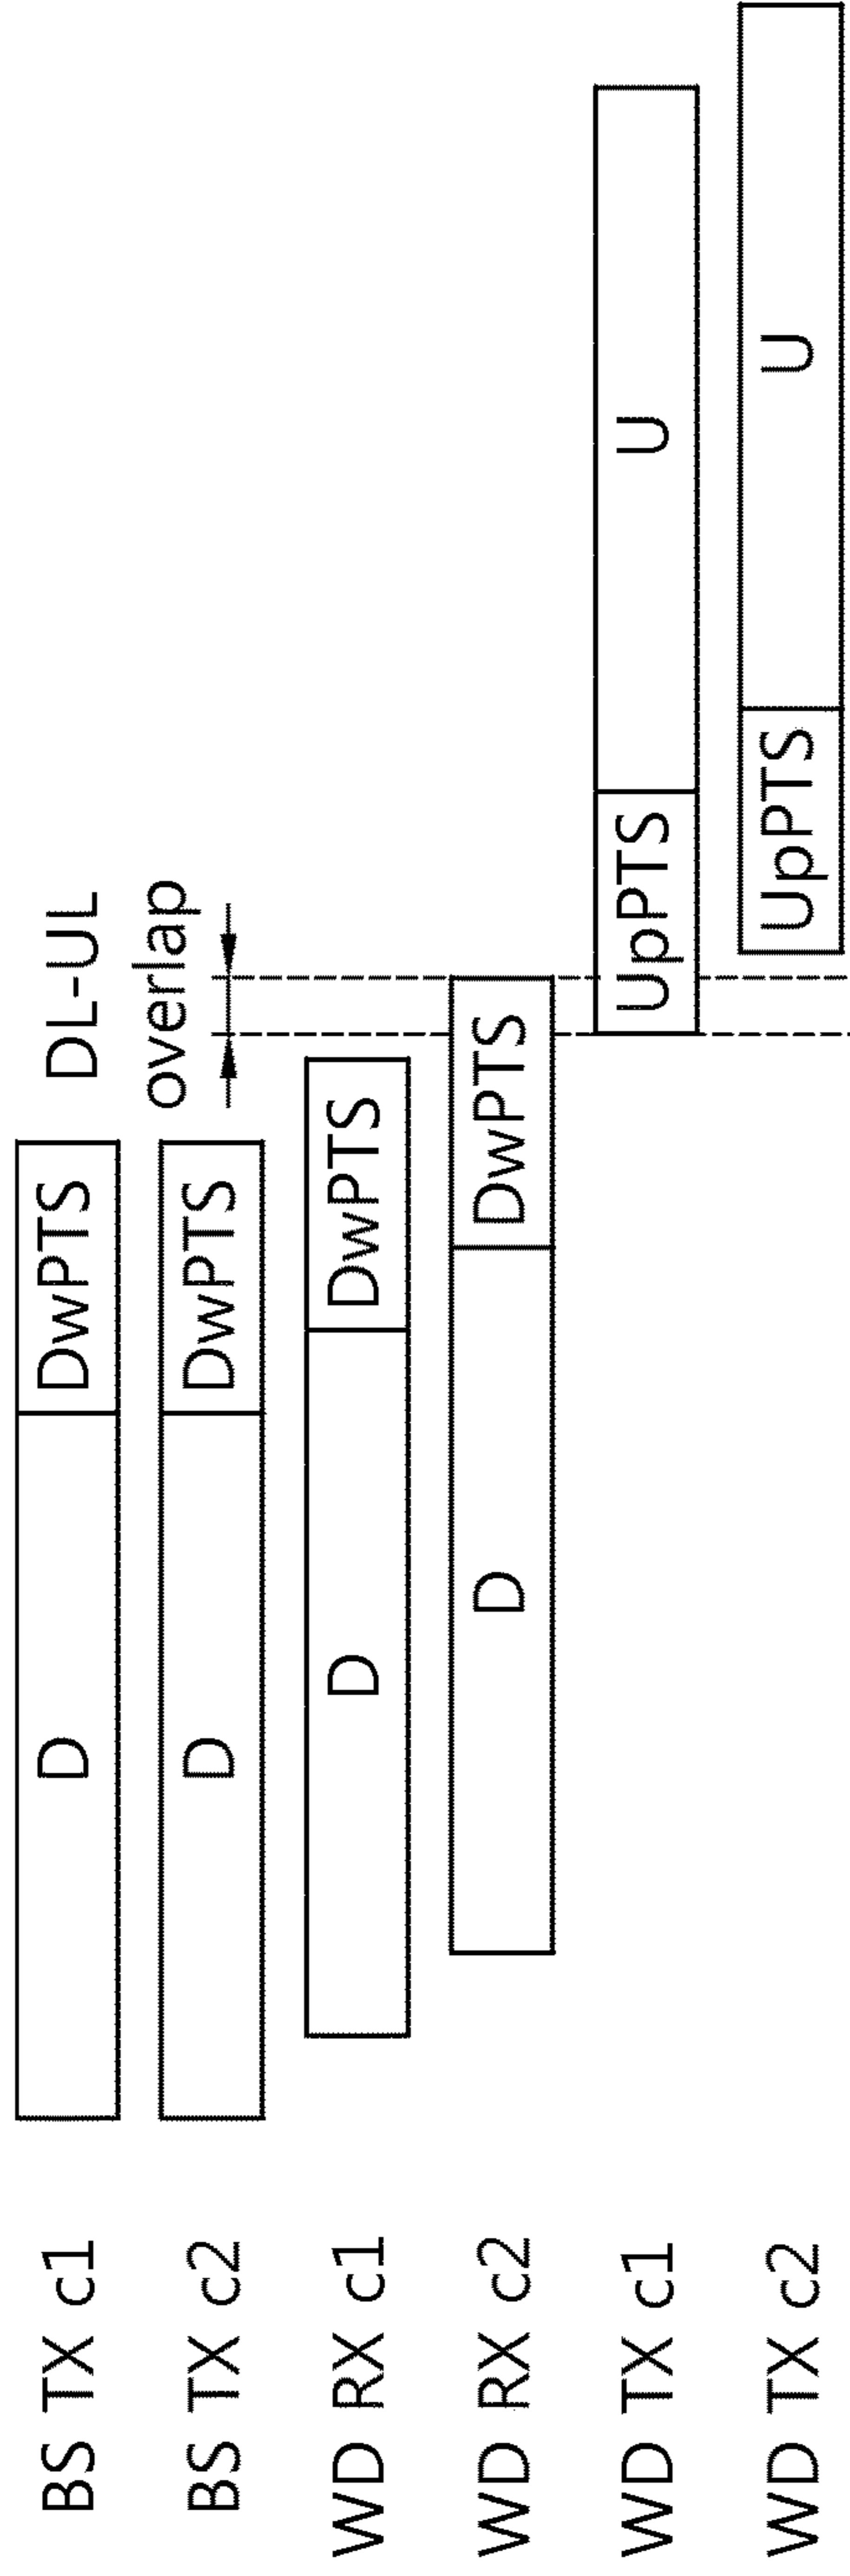 DL-UL
overlap
BS TX c1 D DwPTS
BS TX c2 D DwPTS
WD RX c1 D DwPTS
WD RX c2 D DwPTS
WD TX c1 UpPTS U
WD TX c2 UpPTS U